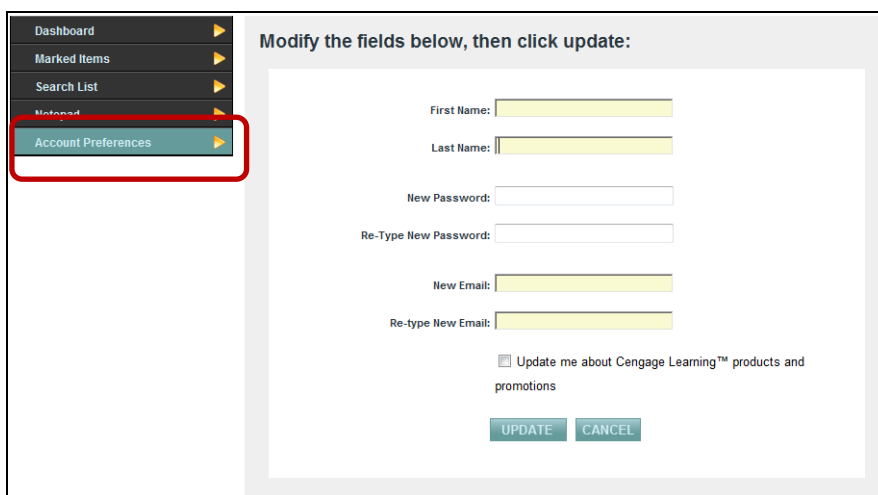 Dashboard
Marked Items
Search List
Notepad
Account Preferences
Modify the fields below, then click update:
First Name:
Last Name:
New Password:
Re-Type New Password:
New Email:
Re-type New Email:
Update me about Cengage Learning™ products and
promotions
UPDATE CANCEL